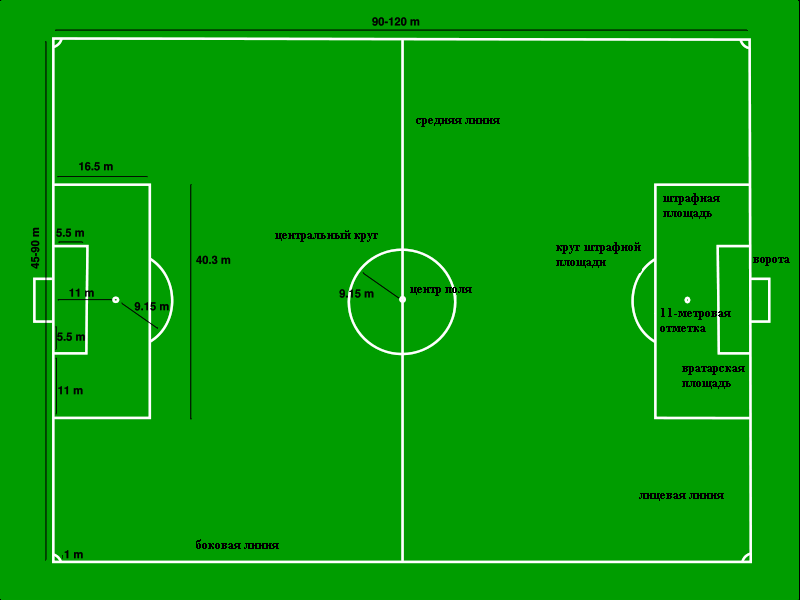 90-120 m
средняя линия
16.5 m
штрафная
площадь
45-90 m
5.5 m
центральный круг
круг штрафной
площади
40.3 m
ворота
11 m
9.15 m
9.15 m
центр поля
11-метровая
отметка
5.5 m
вратарская
площадь
11 m
лицевая линия
боковая линия
1 m